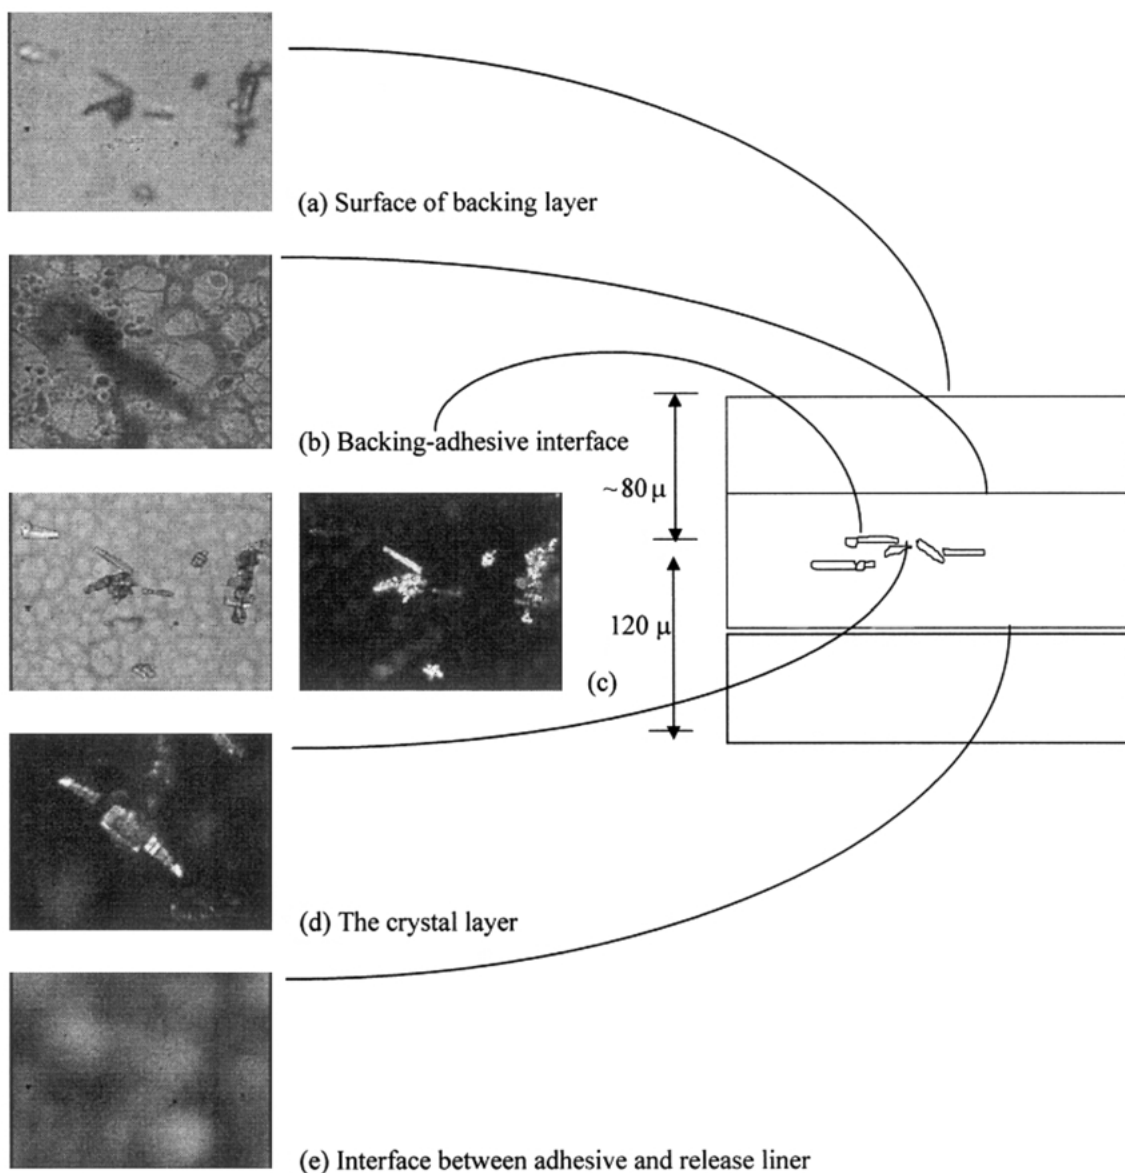 (a) Surface of backing layer
(b) Backing-adhesive interface
~80 μ
120 μ
(c)
(d) The crystal layer
(e) Interface between adhesive and release liner